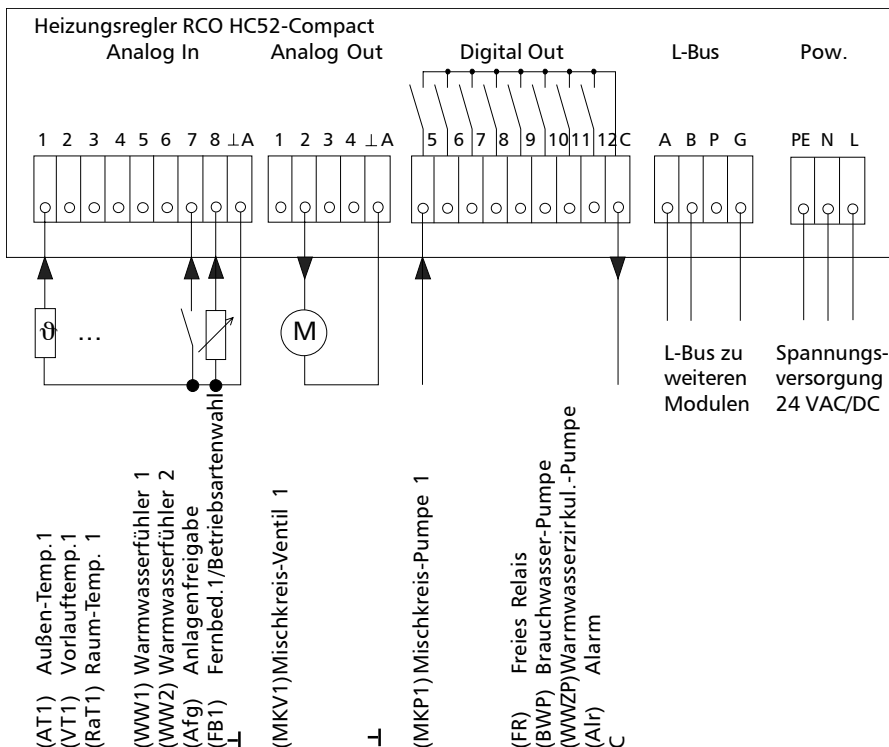 Heizungsregler RCO HC52-Compact
Analog In Analog Out Digital Out L-Bus Pow.
1 2 3 4 5 6 7 8 ⊥A 1 2 3 4 ⊥A 5 6 7 8 9 10 11 12 C A B P G PE N L
ϑ ... M
L-Bus zu
weiteren
Modulen
Spannungs-
versorgung
24 VAC/DC
(AT1) Außen-Temp.1
(VT1) Vorlauftemp.1
(RaT1) Raum-Temp. 1
(WW1) Warmwasserfühler 1
(WW2) Warmwasserfühler 2
(Afg) Anlagenfreigabe
(FB1) Fernbed.1/Betriebsartenwahl
⊥
(MKV1) Mischkreis-Ventil 1
⊥
(MKP1) Mischkreis-Pumpe 1
(FR) Freies Relais
(BWP) Brauchwasser-Pumpe
(WWZP) Warmwasserzirkul.-Pumpe
(Alr) Alarm
C